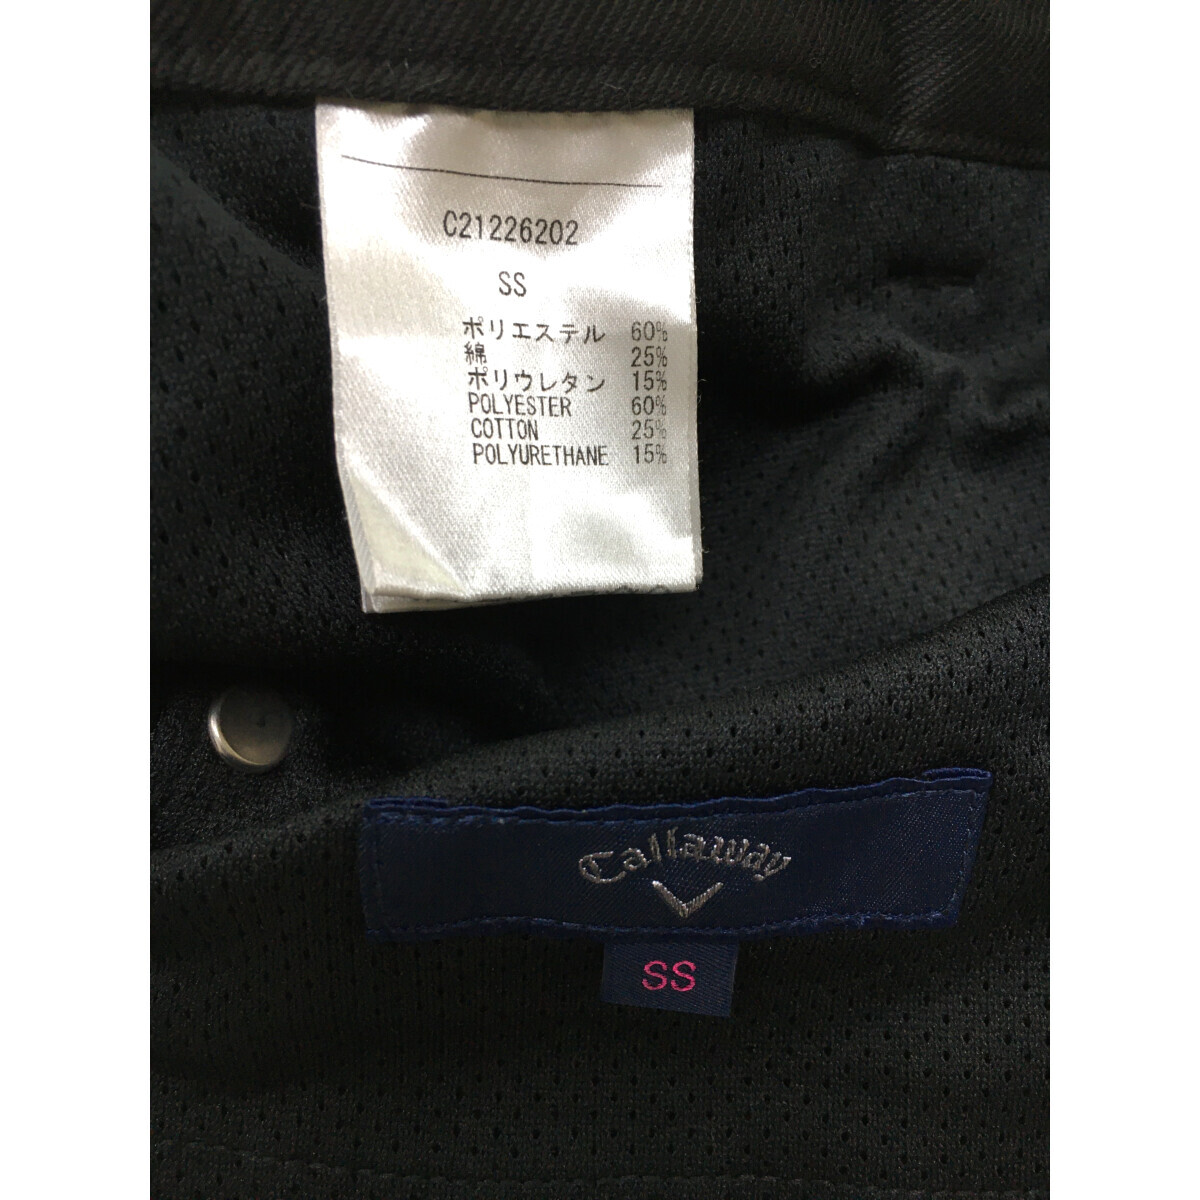 C21226202
SS
ポリエステル 60%
綿 25%
ポリウレタン 15%
POLYESTER 60%
COTTON 25%
POLYURETHANE 15%
Callaway
SS